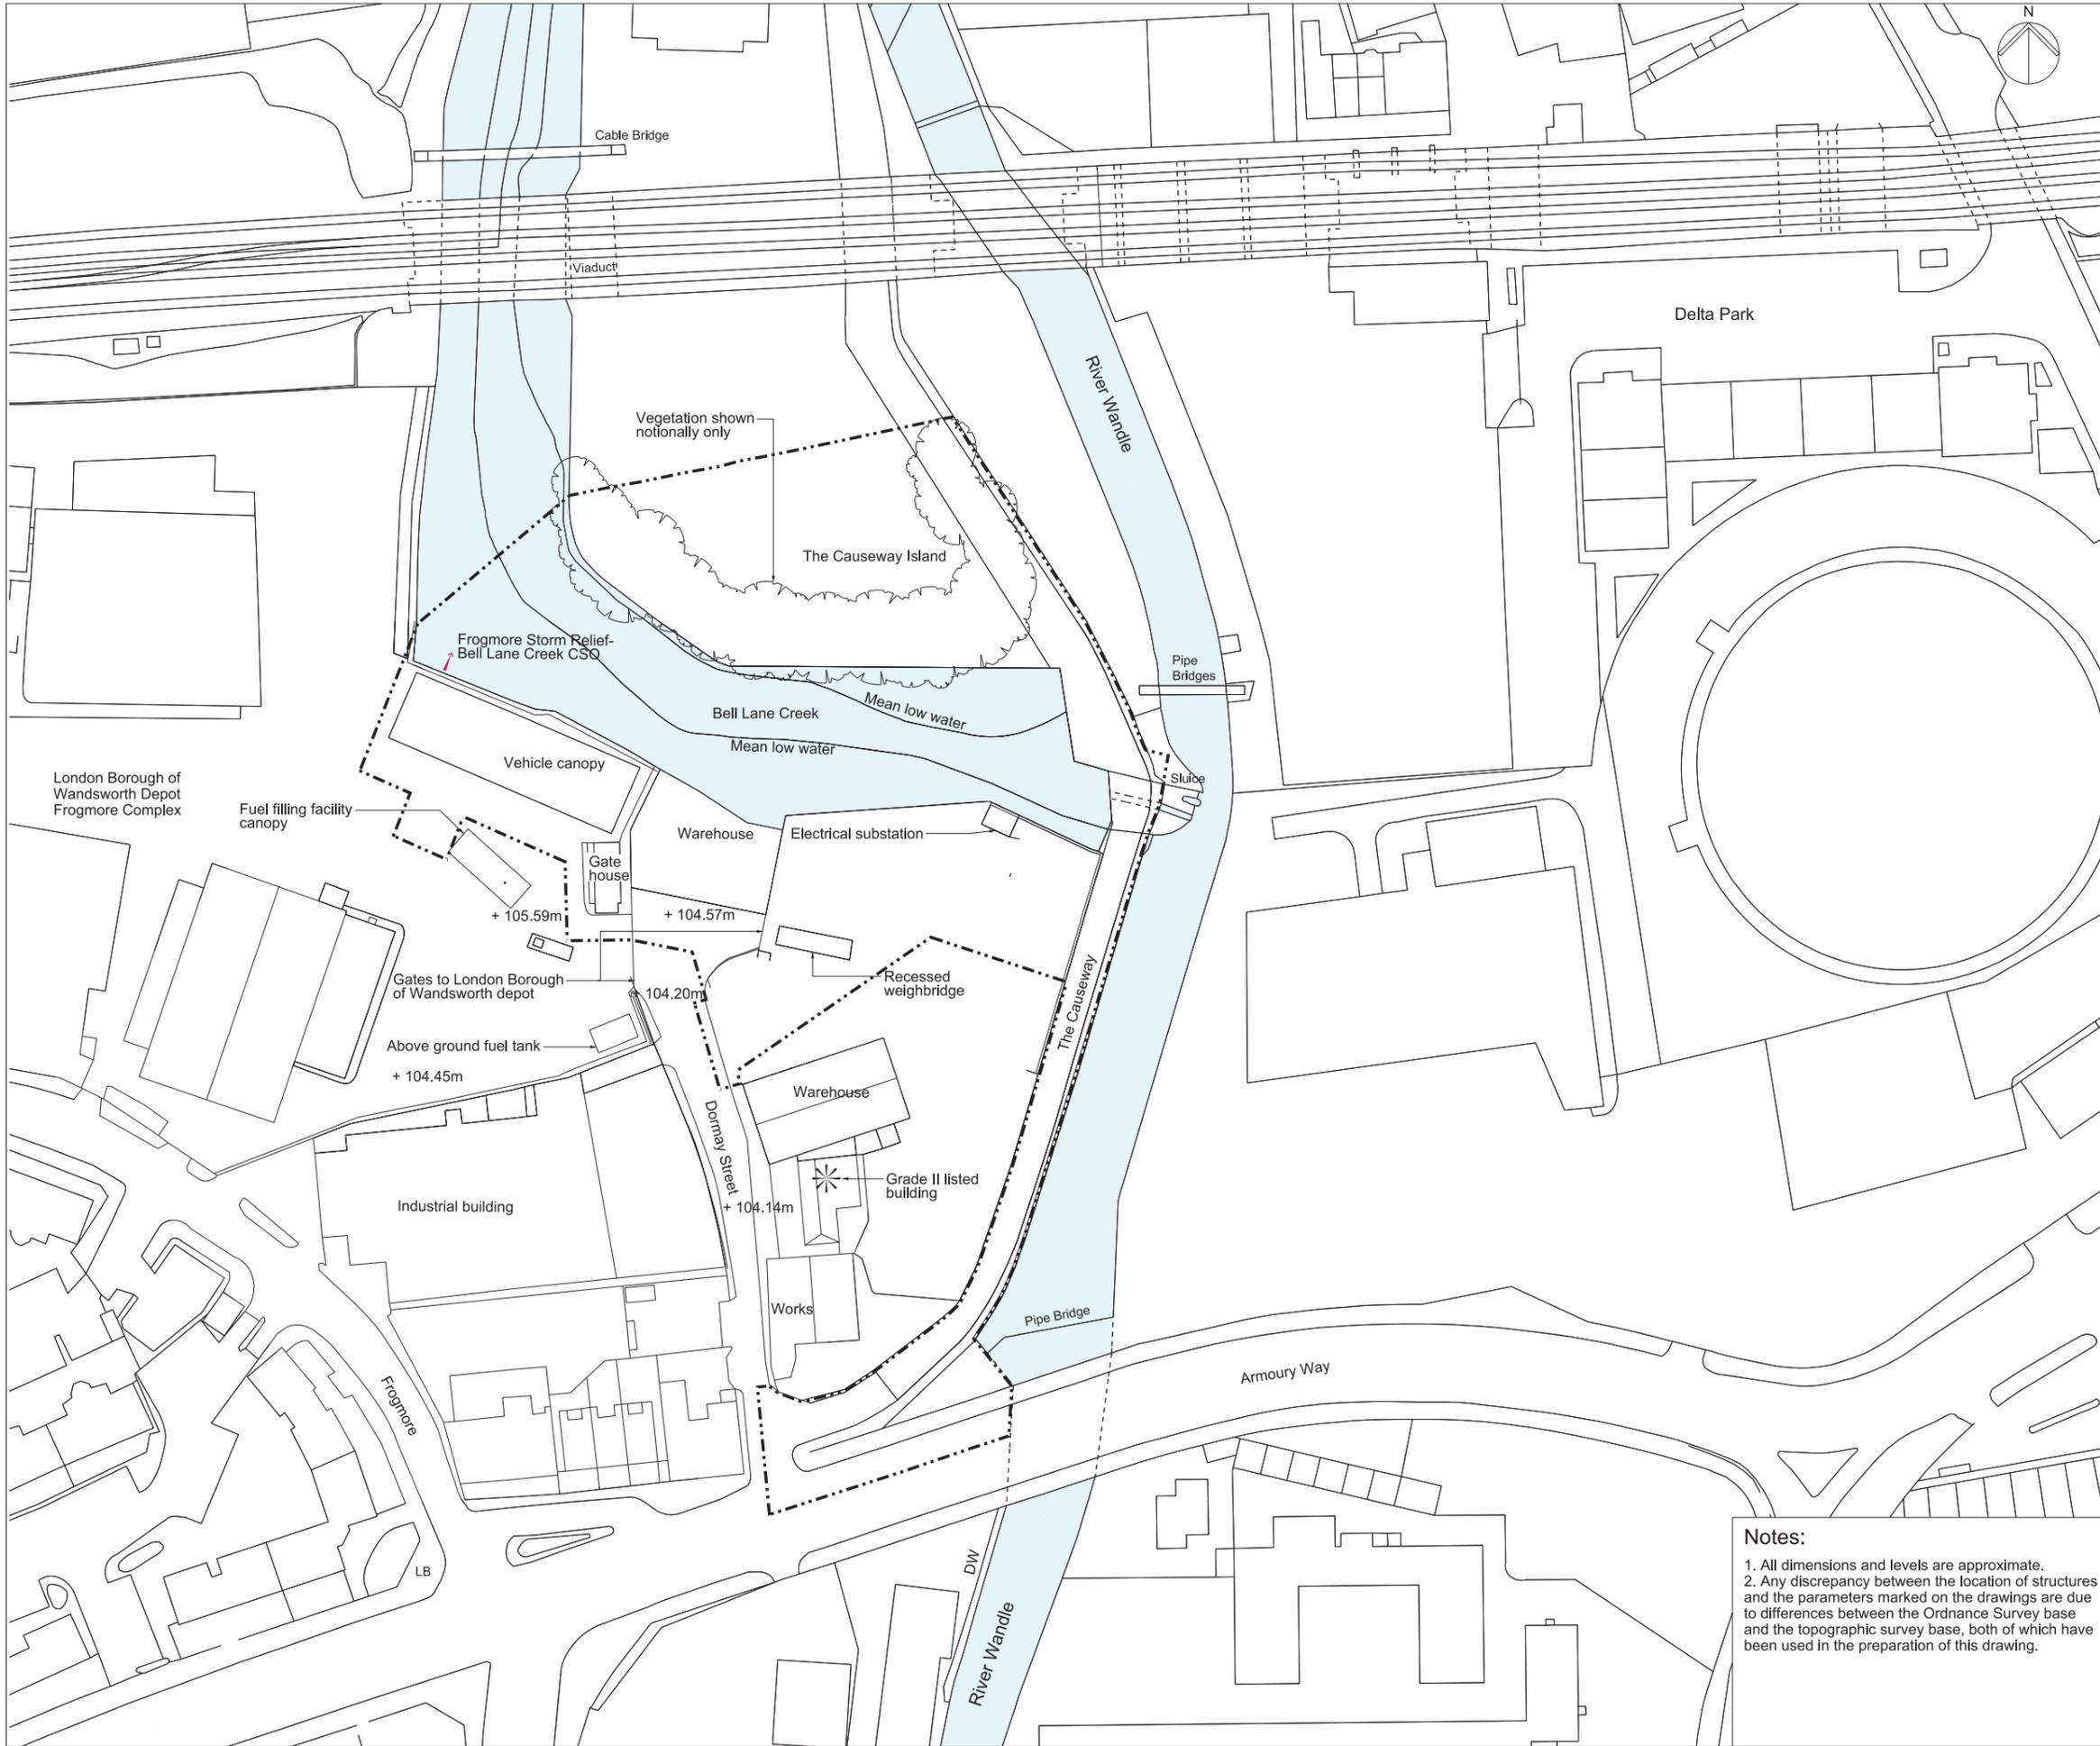 N
Cable Bridge
Viaduct
Delta Park
River Wandle
Vegetation shown
notionally only
The Causeway Island
Frogmore Storm Relief-
Bell Lane Creek CSO
Pipe
Bridges
Mean low water
Bell Lane Creek
Mean low water
Vehicle canopy
Sluice
London Borough of
Wandsworth Depot
Frogmore Complex
Fuel filling facility
canopy
Warehouse
Electrical substation
Gate
house
+ 105.59m
+ 104.57m
Gates to London Borough
of Wandsworth depot
Recessed
weighbridge
+ 104.20m
The Causeway
Above ground fuel tank
+ 104.45m
Warehouse
Dormay Street
Grade II listed
building
Industrial building
+ 104.14m
Works
Pipe Bridge
Armoury Way
Frogmore
LB
DW
River Wandle
Notes:
1. All dimensions and levels are approximate.
2. Any discrepancy between the location of structures
and the parameters marked on the drawings are due
to differences between the Ordnance Survey base
and the topographic survey base, both of which have
been used in the preparation of this drawing.